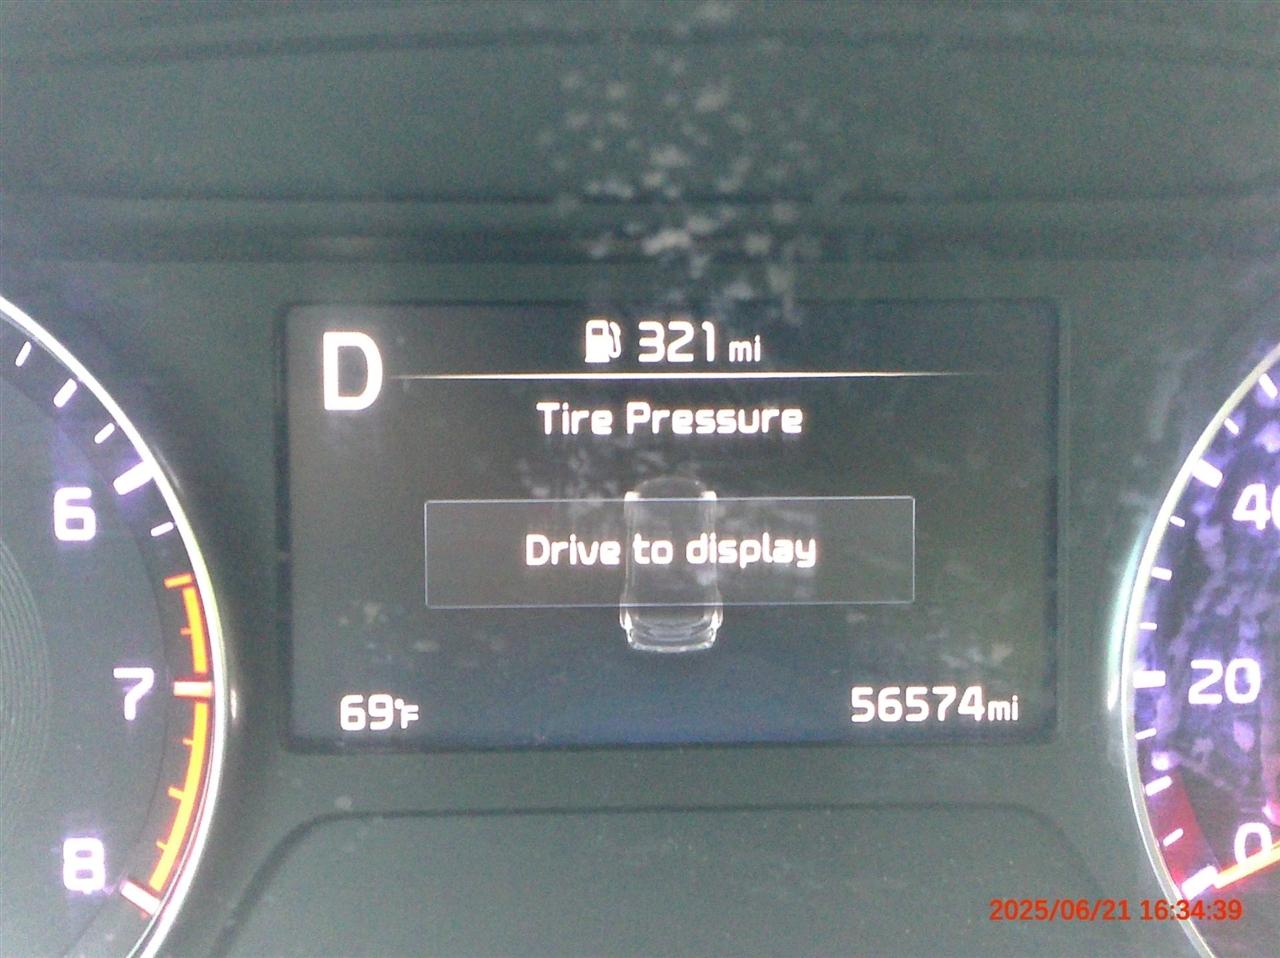 D
321 mi
Tire Pressure
Drive to display
69°F
56574mi
6
7
8
20
0
2025/06/21 16:34:39